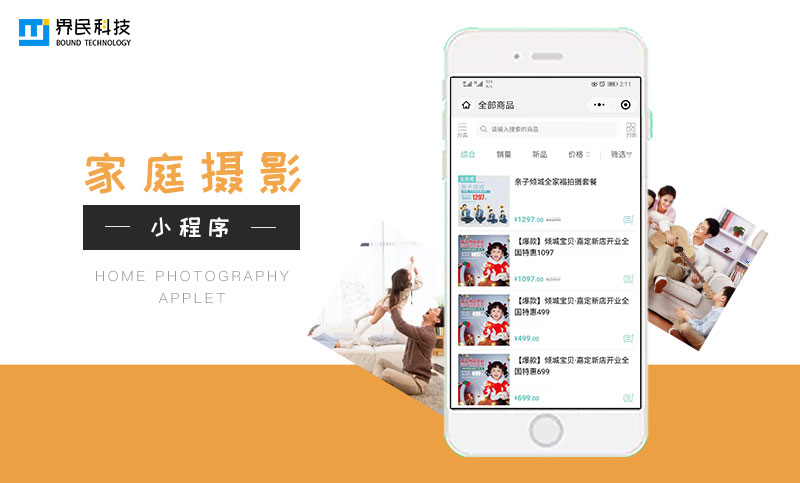 界民科技
BOUND TECHNOLOGY
家庭摄影
小程序
HOME PHOTOGRAPHY
APPLET
2:11
全部商品
分类
请输入搜索的商品
列表
综合 销量 新品 价格 筛选
亲子倾城全家福拍摄套餐
¥1297.00
【爆款】倾城宝贝·嘉定新店开业全
国特惠1097
¥1097.00
【爆款】倾城宝贝·嘉定新店开业全
国特惠499
¥499.00
【爆款】倾城宝贝·嘉定新店开业全
国特惠699
¥699.00